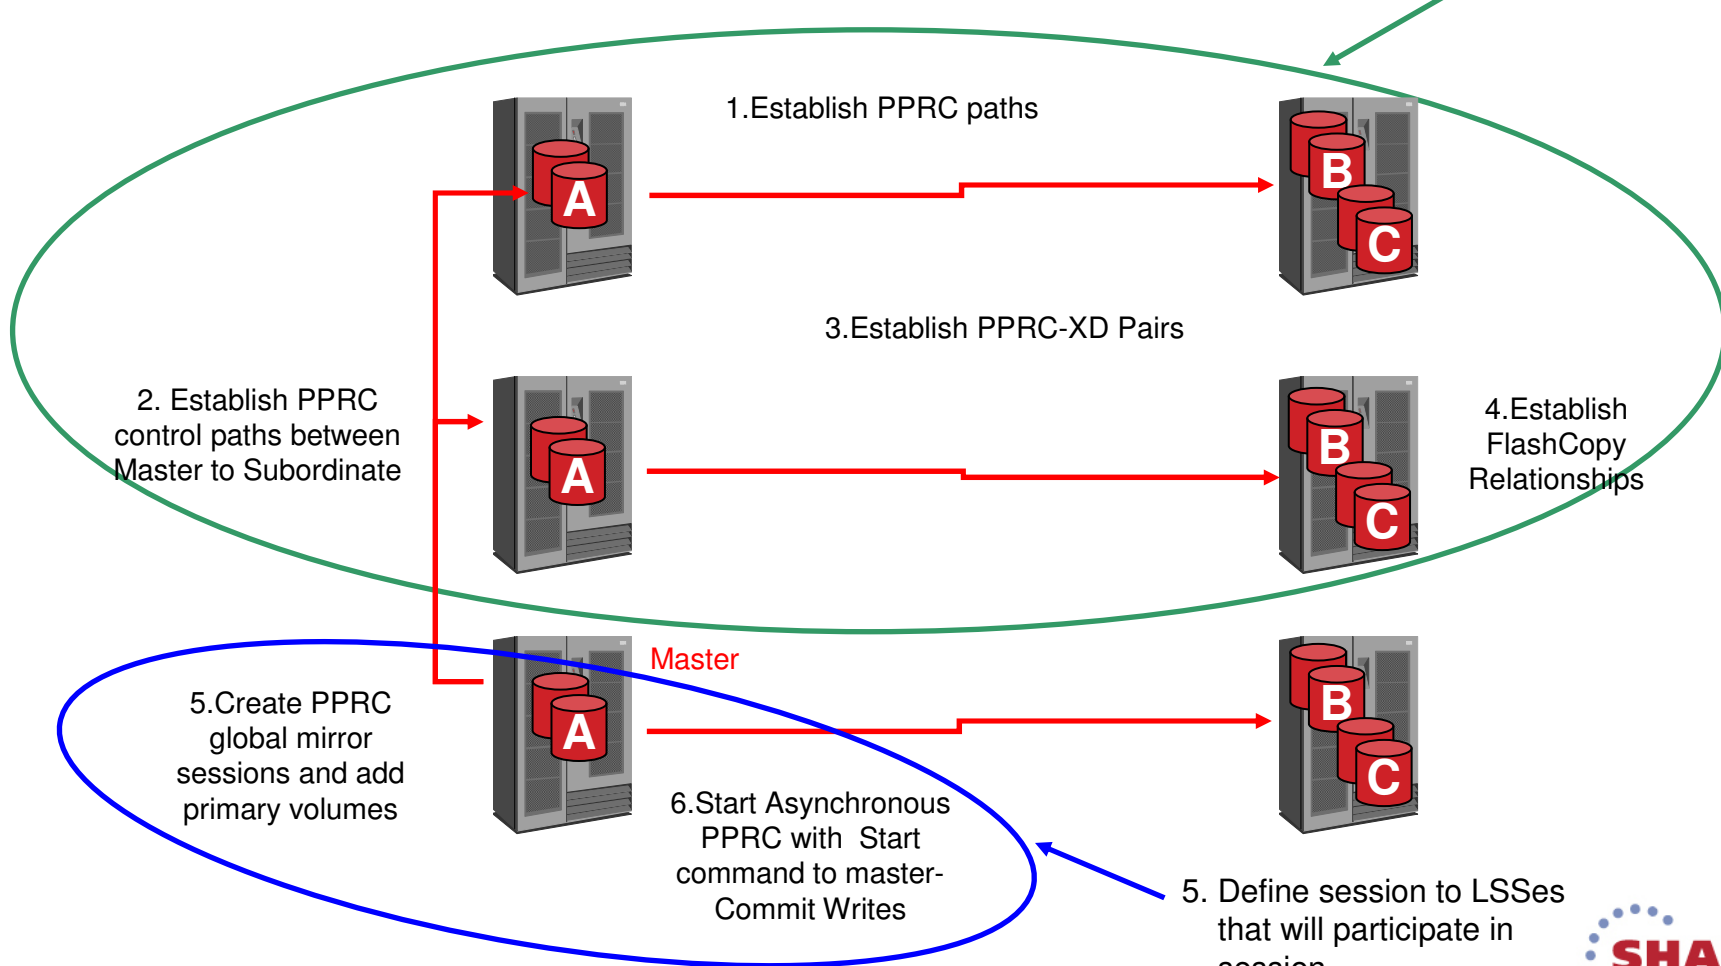 1.Establish PPRC paths
A
B
C
3.Establish PPRC-XD Pairs
2. Establish PPRC
control paths between
Master to Subordinate
A
B
C
4.Establish
FlashCopy
Relationships
Master
5.Create PPRC
global mirror
sessions and add
primary volumes
A
B
C
6.Start Asynchronous
PPRC with Start
command to master-
Commit Writes
5. Define session to LSSes
that will participate in
session
SHA